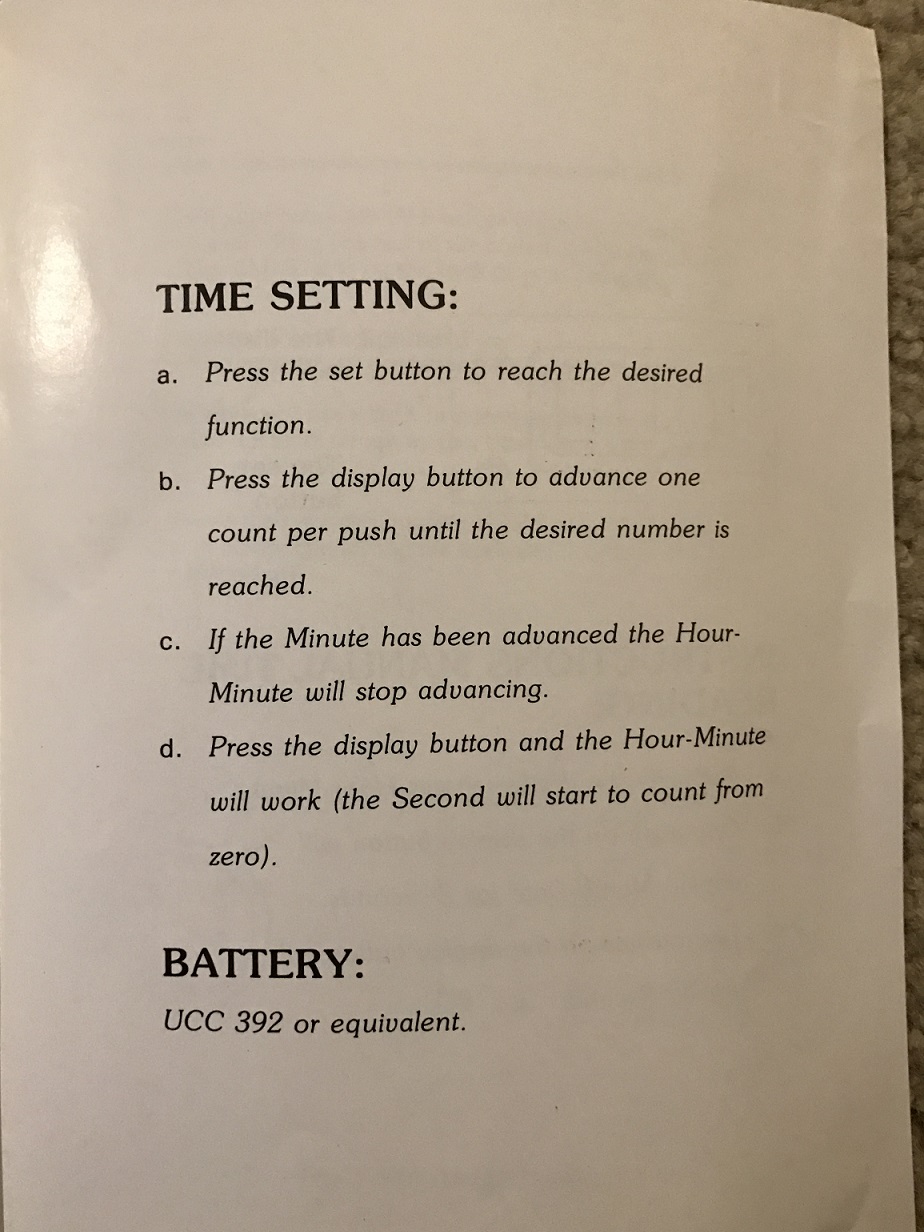 TIME SETTING:
a. Press the set button to reach the desired
function.
b. Press the display button to advance one
count per push until the desired number is
reached.
c. If the Minute has been advanced the Hour-
Minute will stop advancing.
d. Press the display button and the Hour-Minute
will work (the Second will start to count from
zero).
BATTERY:
UCC 392 or equivalent.